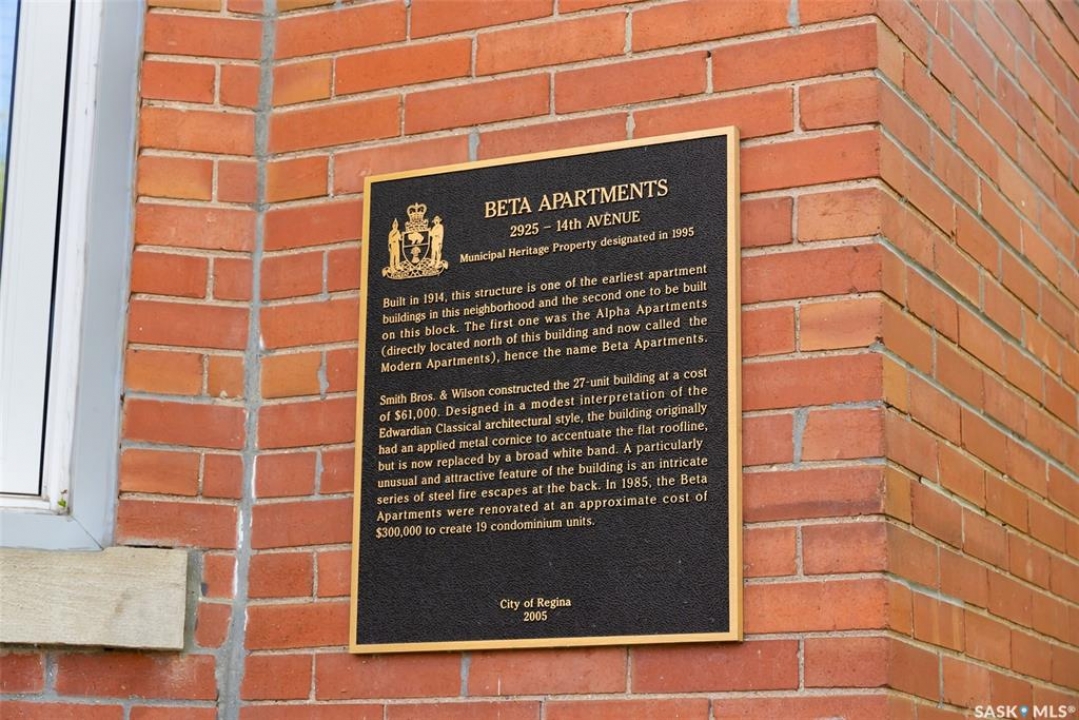 BETA APARTMENTS
2925 – 14th AVENUE
Municipal Heritage Property designated in 1995
Built in 1914, this structure is one of the earliest apartment
buildings in this neighborhood and the second one to be built
on this block. The first one was the Alpha Apartments
(directly located north of this building and now called the
Modern Apartments), hence the name Beta Apartments.
Smith Bros. & Wilson constructed the 27-unit building at a cost
of $61,000. Designed in a modest interpretation of the
Edwardian Classical architectural style, the building originally
had an applied metal cornice to accentuate the flat roofline,
but is now replaced by a broad white band. A particularly
unusual and attractive feature of the building is an intricate
series of steel fire escapes at the back. In 1985, the Beta
Apartments were renovated at an approximate cost of
$300,000 to create 19 condominium units.
City of Regina
2005
SASK MLS®